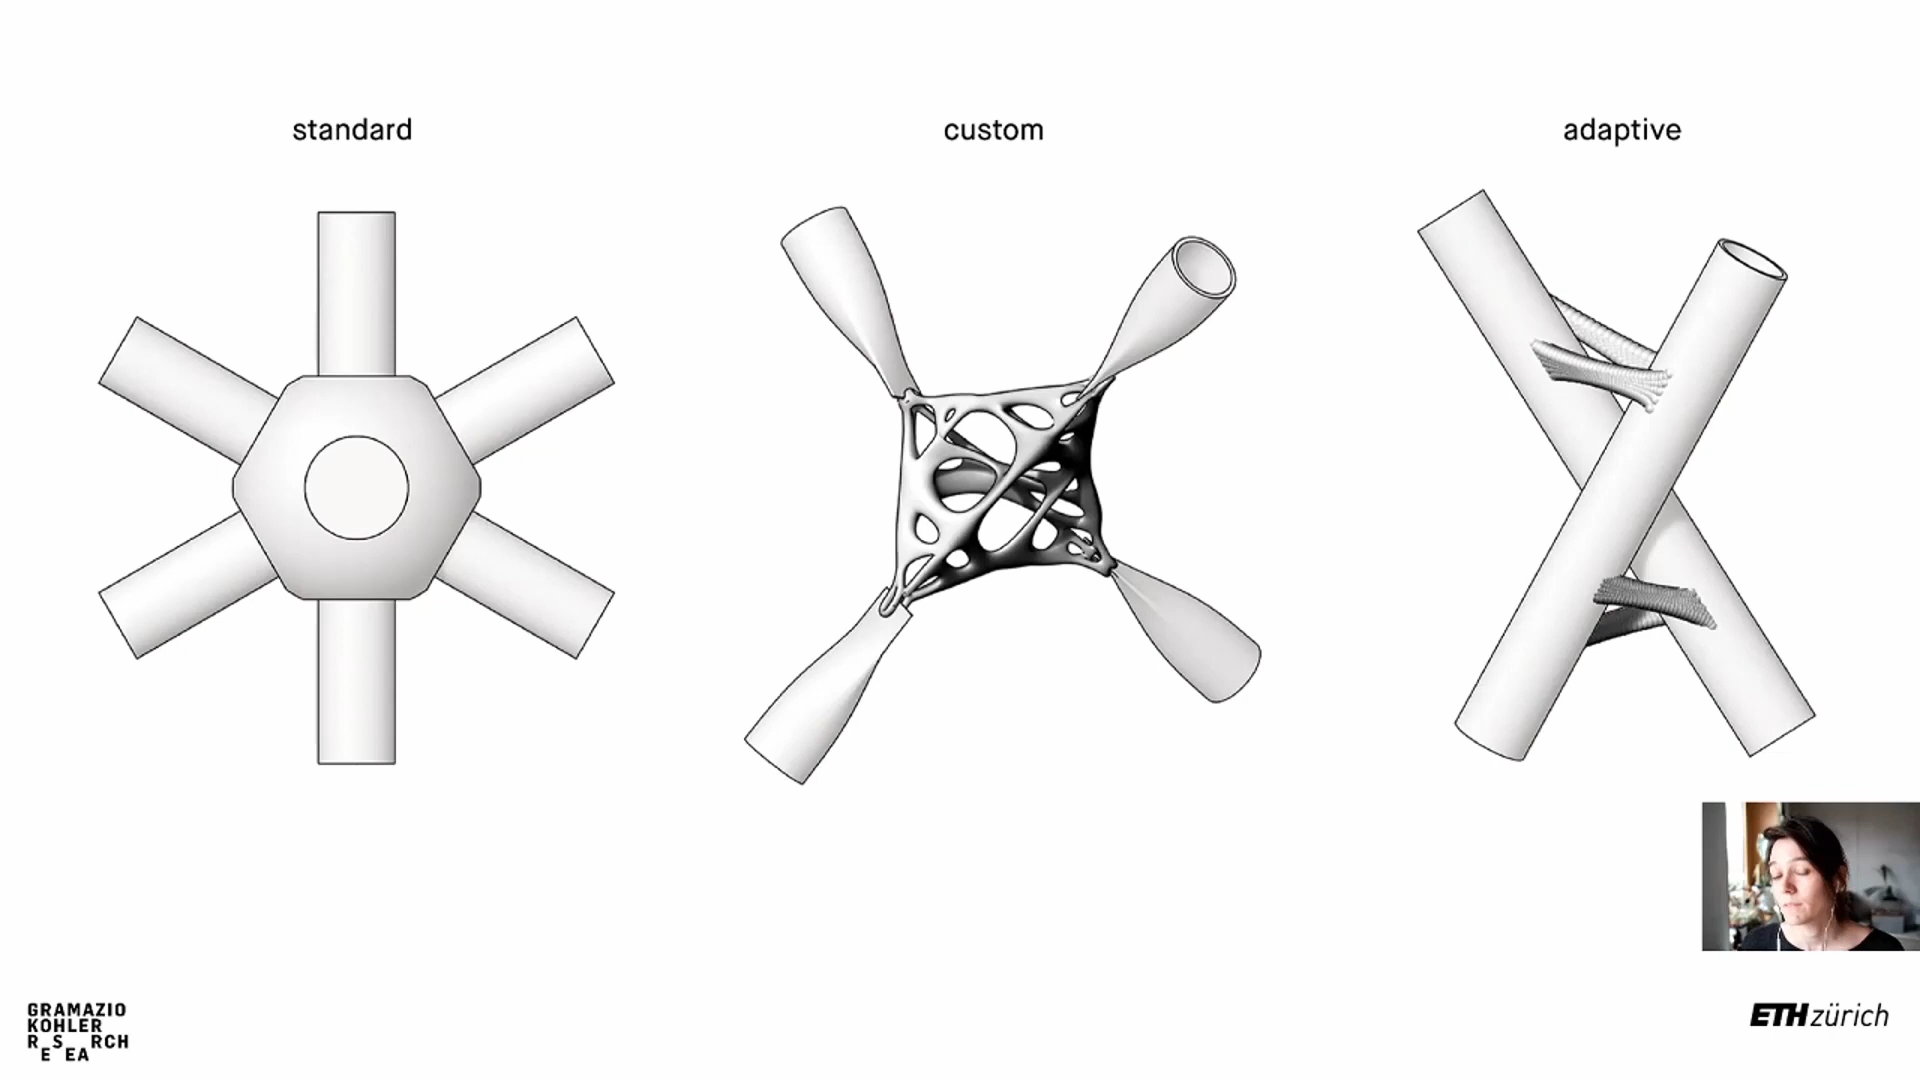 standard
custom
adaptive
GRAMAZIO
KOHLER
RESEARCH
ETH zürich